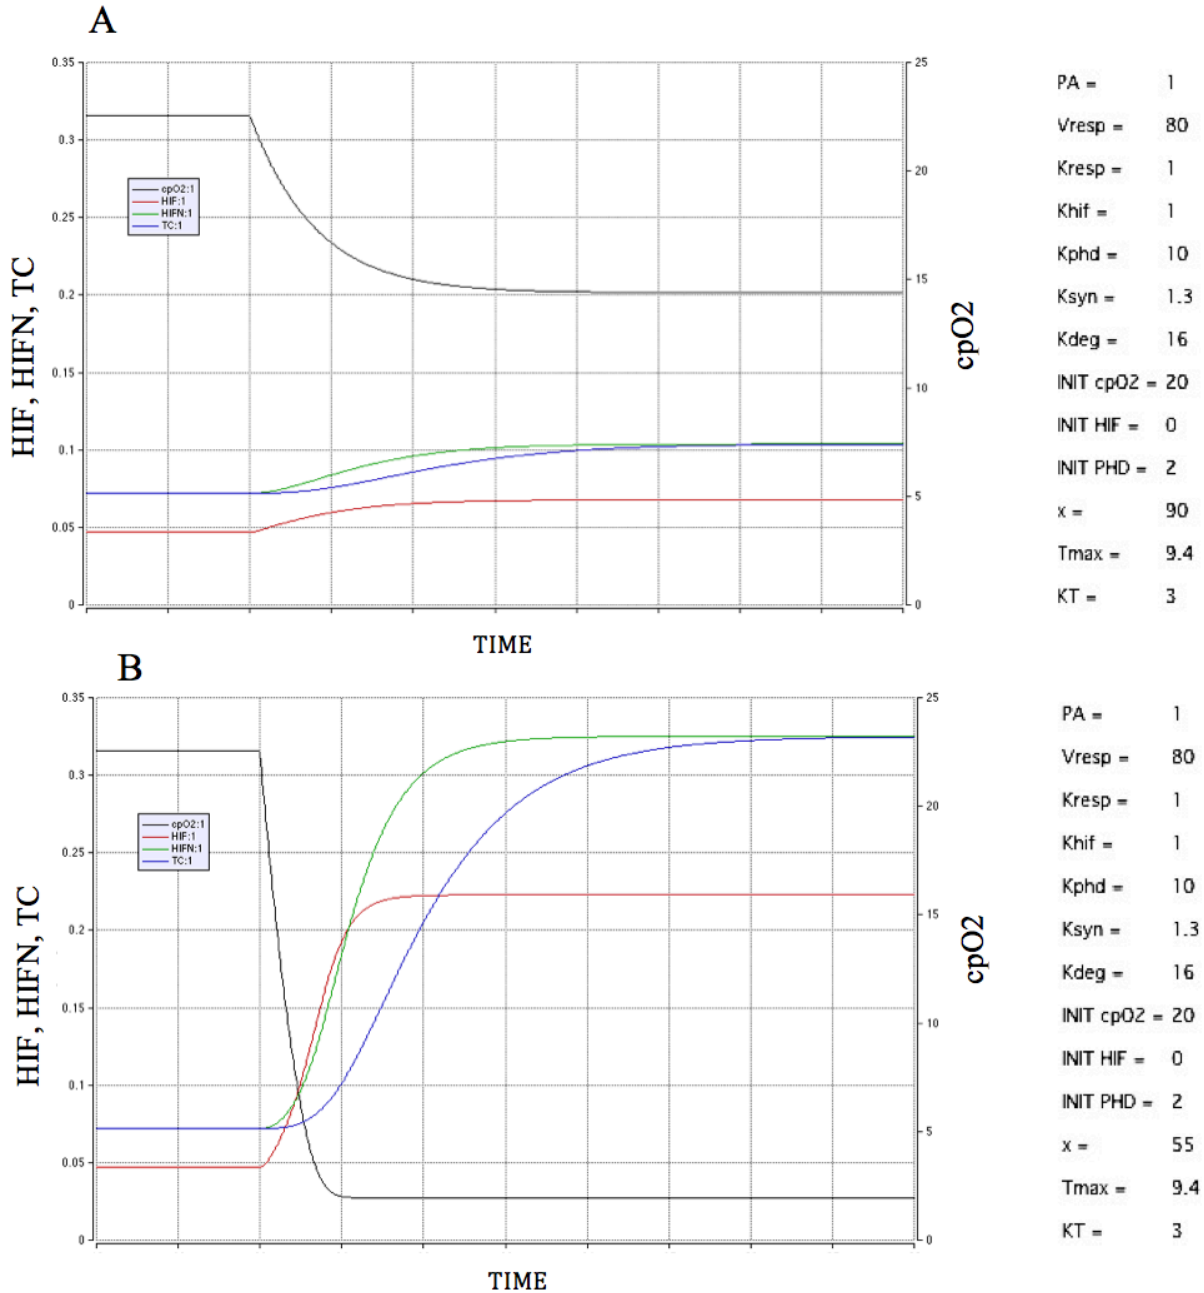 A
0.35
0.3
0.25
0.2
0.15
0.1
0.05
0
HIF, HIFN, TC
cpO2:1
HIF:1
HIFN:1
TC:1
25
20
15
10
5
0
cpO2
TIME
PA = 1
Vresp = 80
Kresp = 1
Khif = 1
Kphd = 10
Ksyn = 1.3
Kdeg = 16
INIT cpO2 = 20
INIT HIF = 0
INIT PHD = 2
x = 90
Tmax = 9.4
KT = 3
B
0.35
0.3
0.25
0.2
0.15
0.1
0.05
0
HIF, HIFN, TC
cpO2:1
HIF:1
HIFN:1
TC:1
25
20
15
10
5
0
cpO2
TIME
PA = 1
Vresp = 80
Kresp = 1
Khif = 1
Kphd = 10
Ksyn = 1.3
Kdeg = 16
INIT cpO2 = 20
INIT HIF = 0
INIT PHD = 2
x = 55
Tmax = 9.4
KT = 3